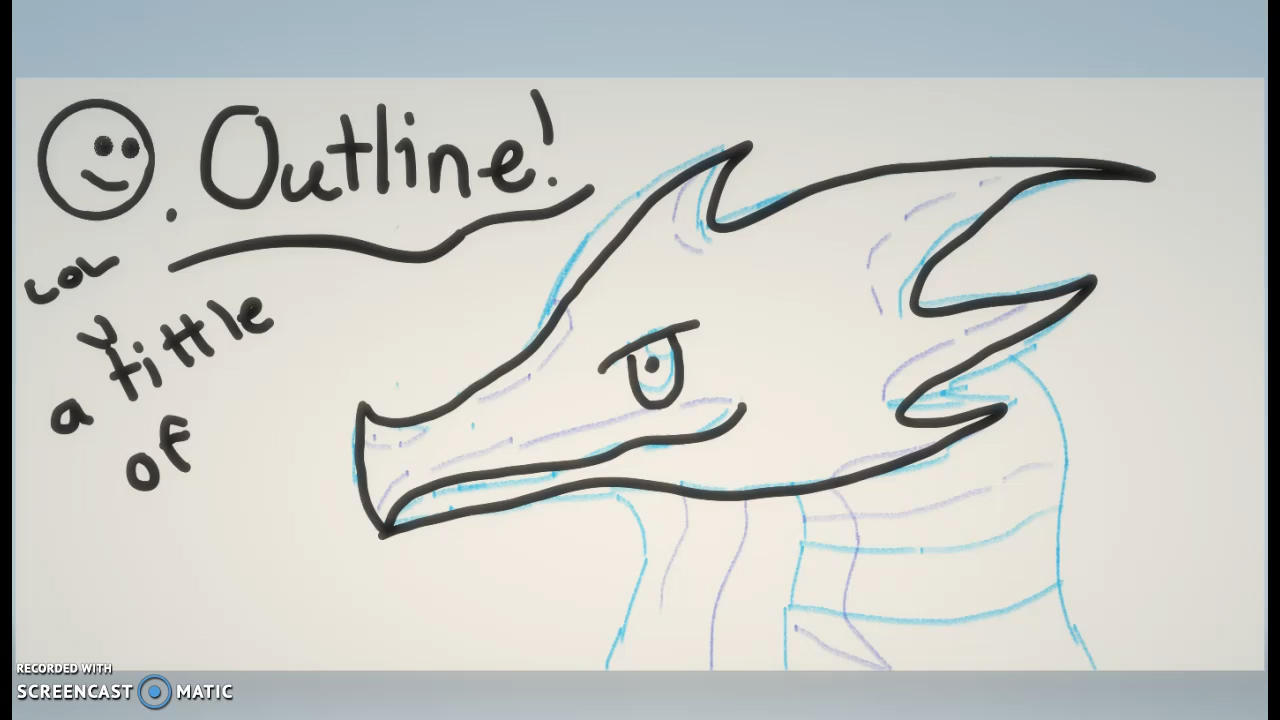 . Outline!
LOL
a tittle
of
RECORDED WITH
SCREENCAST MATIC